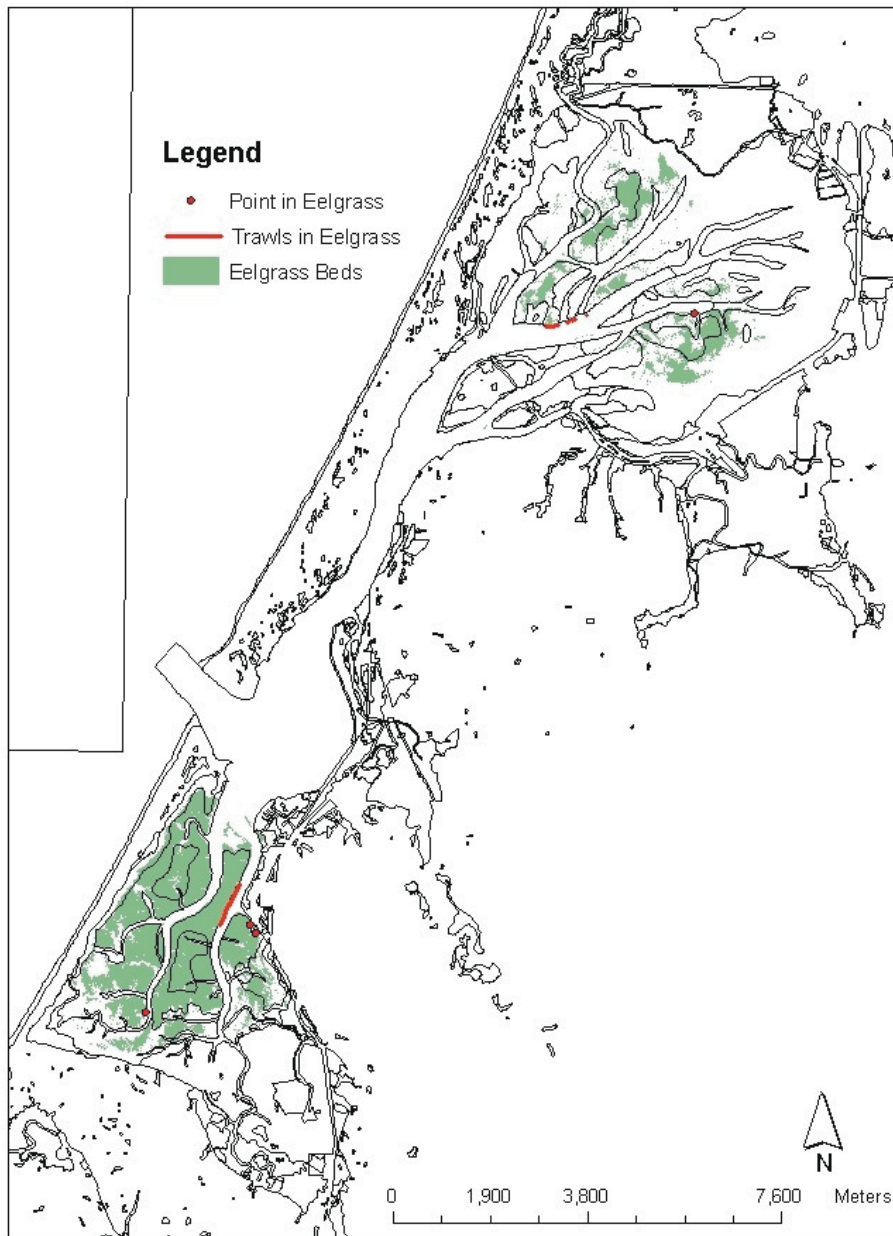 Legend
Point in Eelgrass
Trawls in Eelgrass
Eelgrass Beds
N
0 1,900 3,800 7,600 Meters